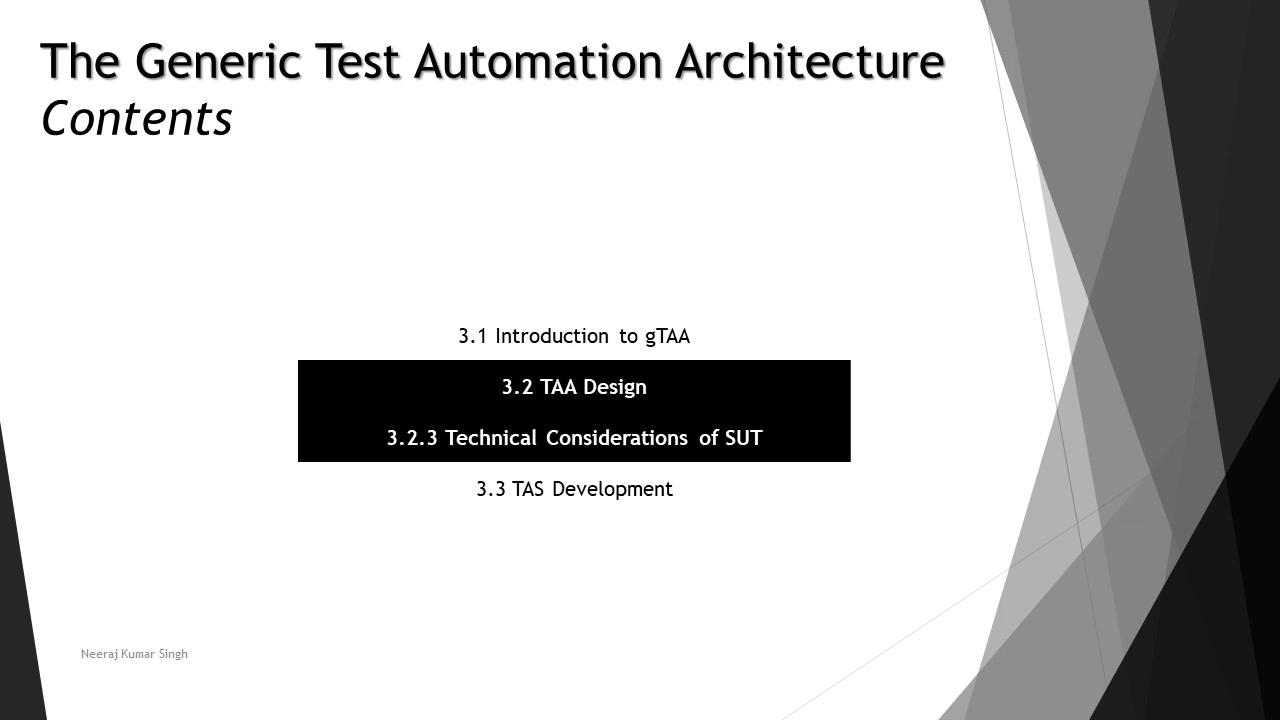 The Generic Test Automation Architecture
Contents
3.1 Introduction to gTAA
3.2 TAA Design
3.2.3 Technical Considerations of SUT
3.3 TAS Development
Neeraj Kumar Singh